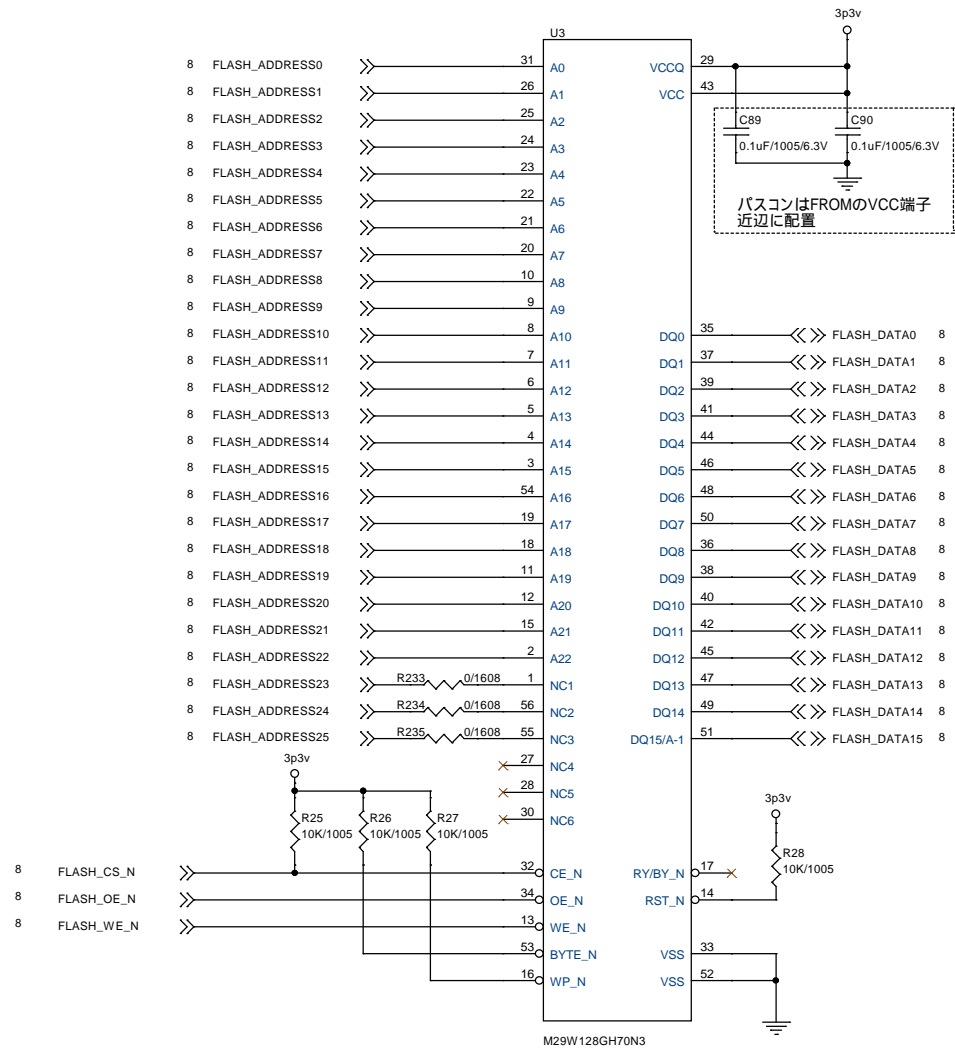 3p3v
U3
8 FLASH_ADDRESS0 31 A0 VCCQ 29
8 FLASH_ADDRESS1 26 A1 VCC 43
8 FLASH_ADDRESS2 25 A2 C89 C90
8 FLASH_ADDRESS3 24 A3 0.1uF/1005/6.3V 0.1uF/1005/6.3V
8 FLASH_ADDRESS4 23 A4
8 FLASH_ADDRESS5 22 A5 パスコンはFROMのVCC端子
8 FLASH_ADDRESS6 21 A6 近辺に配置
8 FLASH_ADDRESS7 20 A7
8 FLASH_ADDRESS8 10 A8
8 FLASH_ADDRESS9 9 A9
8 FLASH_ADDRESS10 8 A10 DQ0 35 FLASH_DATA0 8
8 FLASH_ADDRESS11 7 A11 DQ1 37 FLASH_DATA1 8
8 FLASH_ADDRESS12 6 A12 DQ2 39 FLASH_DATA2 8
8 FLASH_ADDRESS13 5 A13 DQ3 41 FLASH_DATA3 8
8 FLASH_ADDRESS14 4 A14 DQ4 44 FLASH_DATA4 8
8 FLASH_ADDRESS15 3 A15 DQ5 46 FLASH_DATA5 8
8 FLASH_ADDRESS16 54 A16 DQ6 48 FLASH_DATA6 8
8 FLASH_ADDRESS17 19 A17 DQ7 50 FLASH_DATA7 8
8 FLASH_ADDRESS18 18 A18 DQ8 36 FLASH_DATA8 8
8 FLASH_ADDRESS19 11 A19 DQ9 38 FLASH_DATA9 8
8 FLASH_ADDRESS20 12 A20 DQ10 40 FLASH_DATA10 8
8 FLASH_ADDRESS21 15 A21 DQ11 42 FLASH_DATA11 8
8 FLASH_ADDRESS22 2 A22 DQ12 45 FLASH_DATA12 8
8 FLASH_ADDRESS23 R233 0/1608 1 NC1 DQ13 47 FLASH_DATA13 8
8 FLASH_ADDRESS24 R234 0/1608 56 NC2 DQ14 49 FLASH_DATA14 8
8 FLASH_ADDRESS25 R235 0/1608 55 NC3 DQ15/A-1 51 FLASH_DATA15 8
3p3v 27 NC4
28 NC5 3p3v
R25 R26 R27 30 NC6
10K/1005 10K/1005 10K/1005
R28
10K/1005
8 FLASH_CS_N 32 CE_N RY/BY_N 17
8 FLASH_OE_N 34 OE_N RST_N 14
8 FLASH_WE_N 13 WE_N
53 BYTE_N VSS 33
16 WP_N VSS 52
M29W128GH70N3